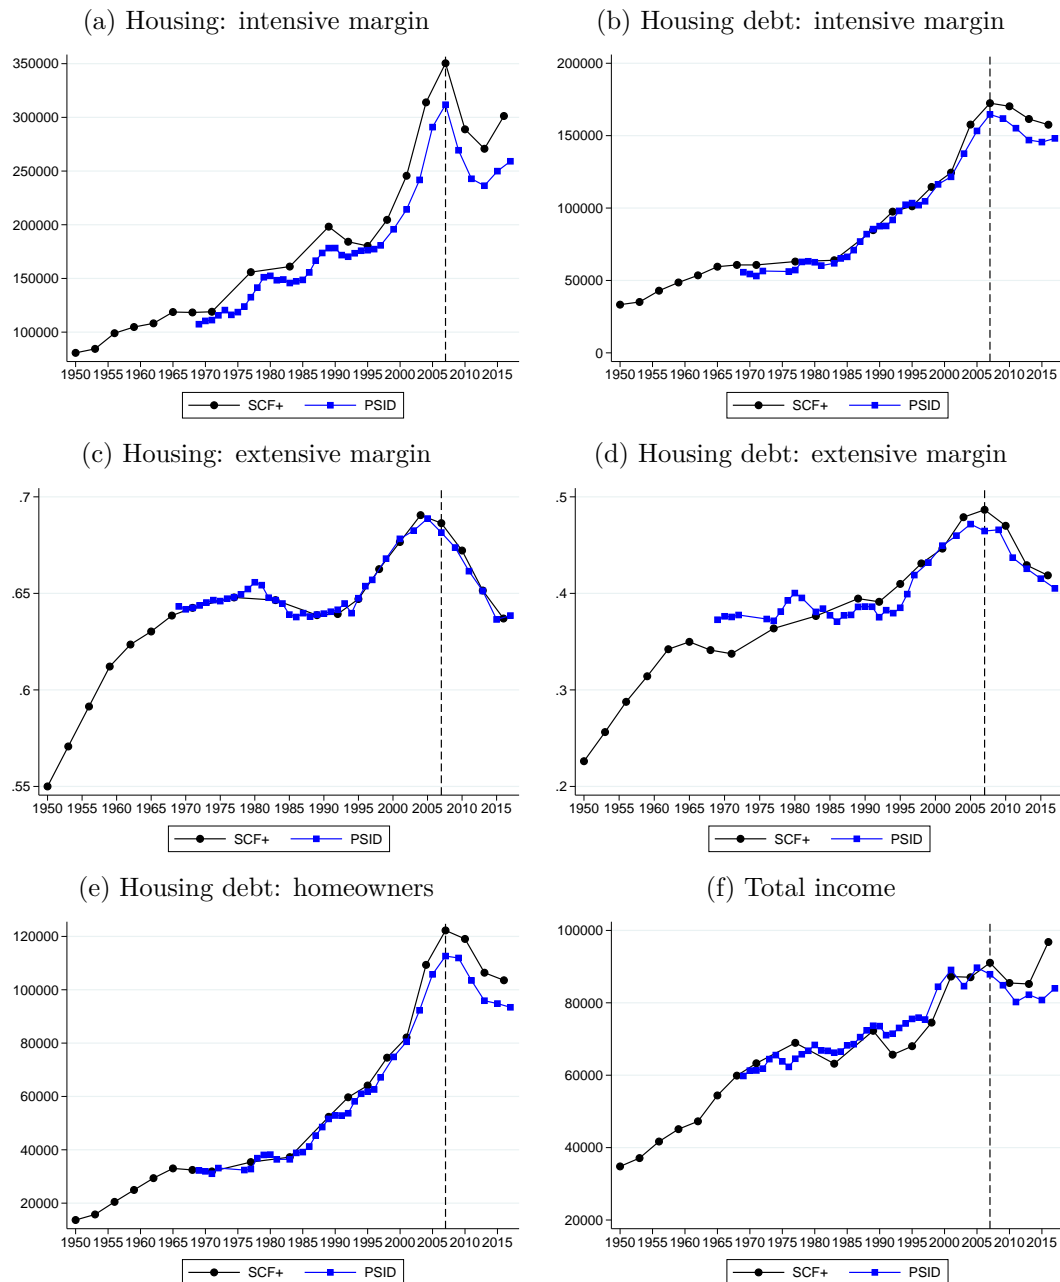 (a) Housing: intensive margin
350000
300000
250000
200000
150000
100000
1950 1955 1960 1965 1970 1975 1980 1985 1990 1995 2000 2005 2010 2015
SCF+ PSID
(b) Housing debt: intensive margin
200000
150000
100000
50000
0
1950 1955 1960 1965 1970 1975 1980 1985 1990 1995 2000 2005 2010 2015
SCF+ PSID
(c) Housing: extensive margin
.7
.65
.6
.55
1950 1955 1960 1965 1970 1975 1980 1985 1990 1995 2000 2005 2010 2015
SCF+ PSID
(d) Housing debt: extensive margin
.5
.4
.3
.2
1950 1955 1960 1965 1970 1975 1980 1985 1990 1995 2000 2005 2010 2015
SCF+ PSID
(e) Housing debt: homeowners
120000
100000
80000
60000
40000
20000
1950 1955 1960 1965 1970 1975 1980 1985 1990 1995 2000 2005 2010 2015
SCF+ PSID
(f) Total income
100000
80000
60000
40000
20000
1950 1955 1960 1965 1970 1975 1980 1985 1990 1995 2000 2005 2010 2015
SCF+ PSID